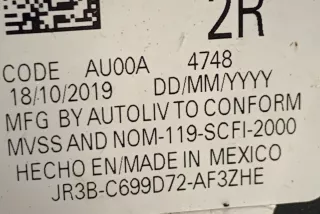 2R
CODE AU00A 4748
18/10/2019 DD/MM/YYYY
MFG BY AUTOLIV TO CONFORM
MVSS AND NOM-119-SCFI-2000
HECHO EN/MADE IN MEXICO
JR3B-C699D72-AF3ZHE